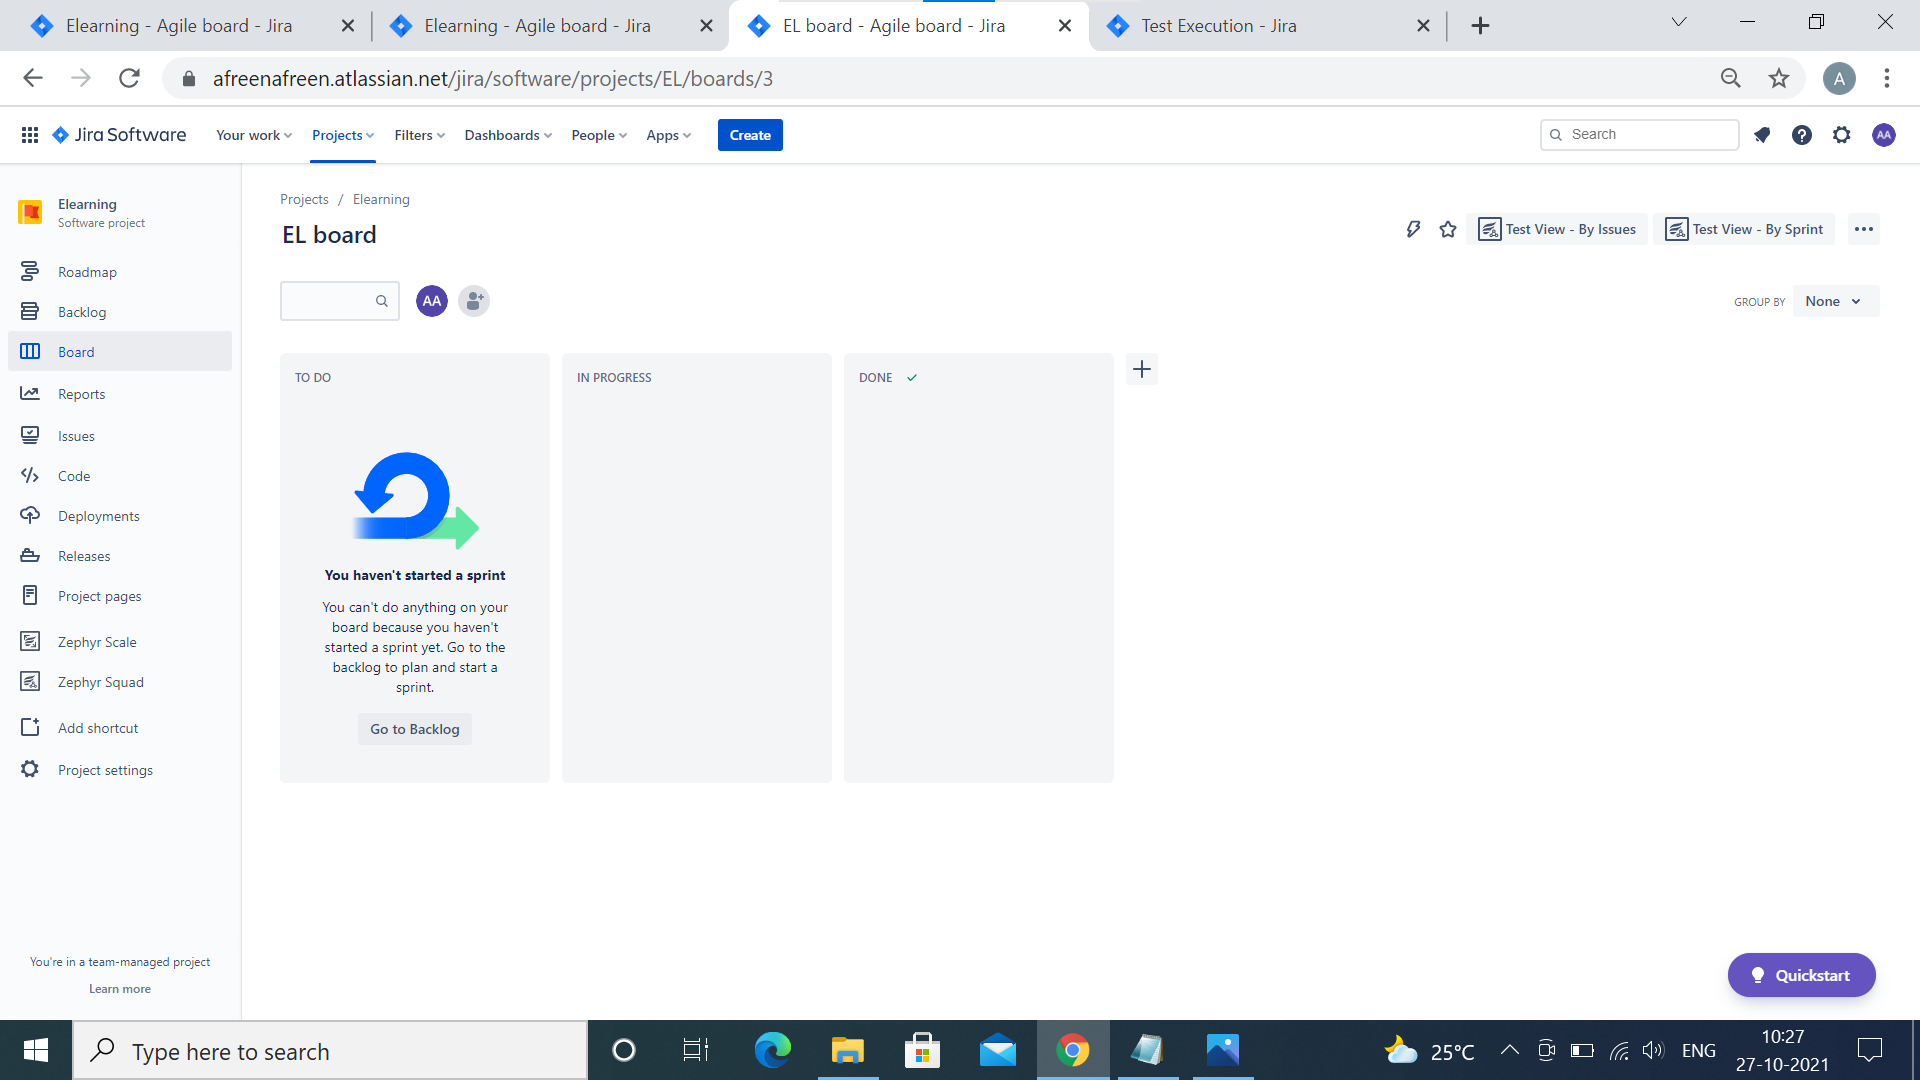 Elearning - Agile board - Jira
Elearning - Agile board - Jira
EL board - Agile board - Jira
Test Execution - Jira
afreenafreen.atlassian.net/jira/software/projects/EL/boards/3
A
Jira Software
Your work
Projects
Filters
Dashboards
People
Apps
Create
Search
AA
Elearning
Software project
Roadmap
Backlog
Board
Reports
Issues
Code
Deployments
Releases
Project pages
Zephyr Scale
Zephyr Squad
Add shortcut
Project settings
You're in a team-managed project
Learn more
Projects / Elearning
EL board
Test View - By Issues
Test View - By Sprint
AA
GROUP BY
None
TO DO
IN PROGRESS
DONE
You haven't started a sprint
You can't do anything on your
board because you haven't
started a sprint yet. Go to the
backlog to plan and start a
sprint.
Go to Backlog
Quickstart
Type here to search
25°C
ENG
10:27
27-10-2021